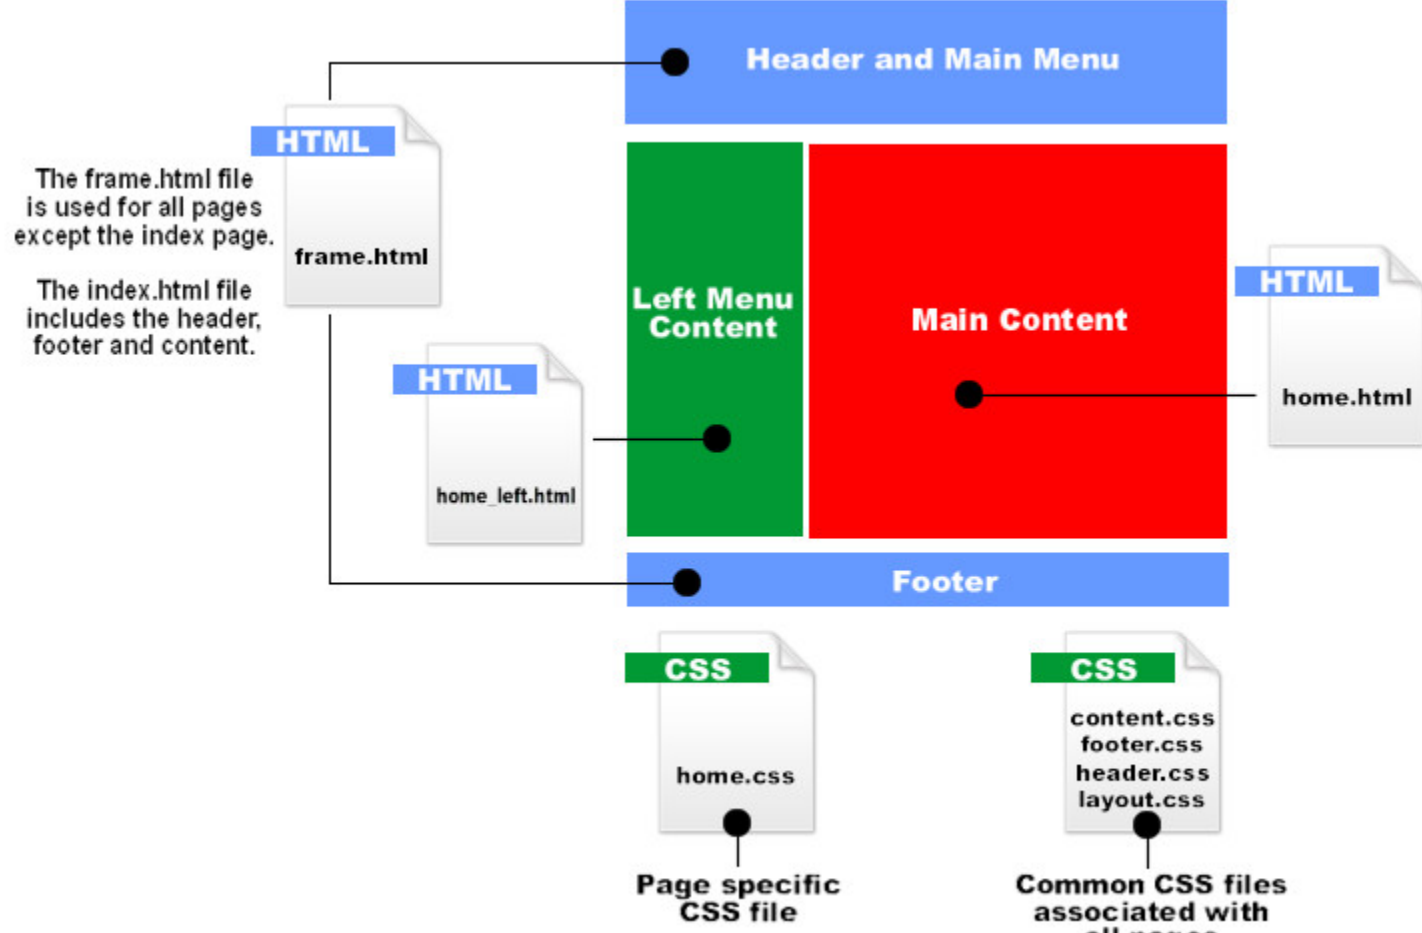 Header and Main Menu
HTML
The frame.html file
is used for all pages
except the index page.
frame.html
The index.html file
includes the header,
footer and content.
Left Menu
Content
Main Content
HTML
home.html
HTML
home_left.html
Footer
CSS
home.css
Page specific
CSS file
CSS
content.css
footer.css
header.css
layout.css
Common CSS files
associated with
all pages